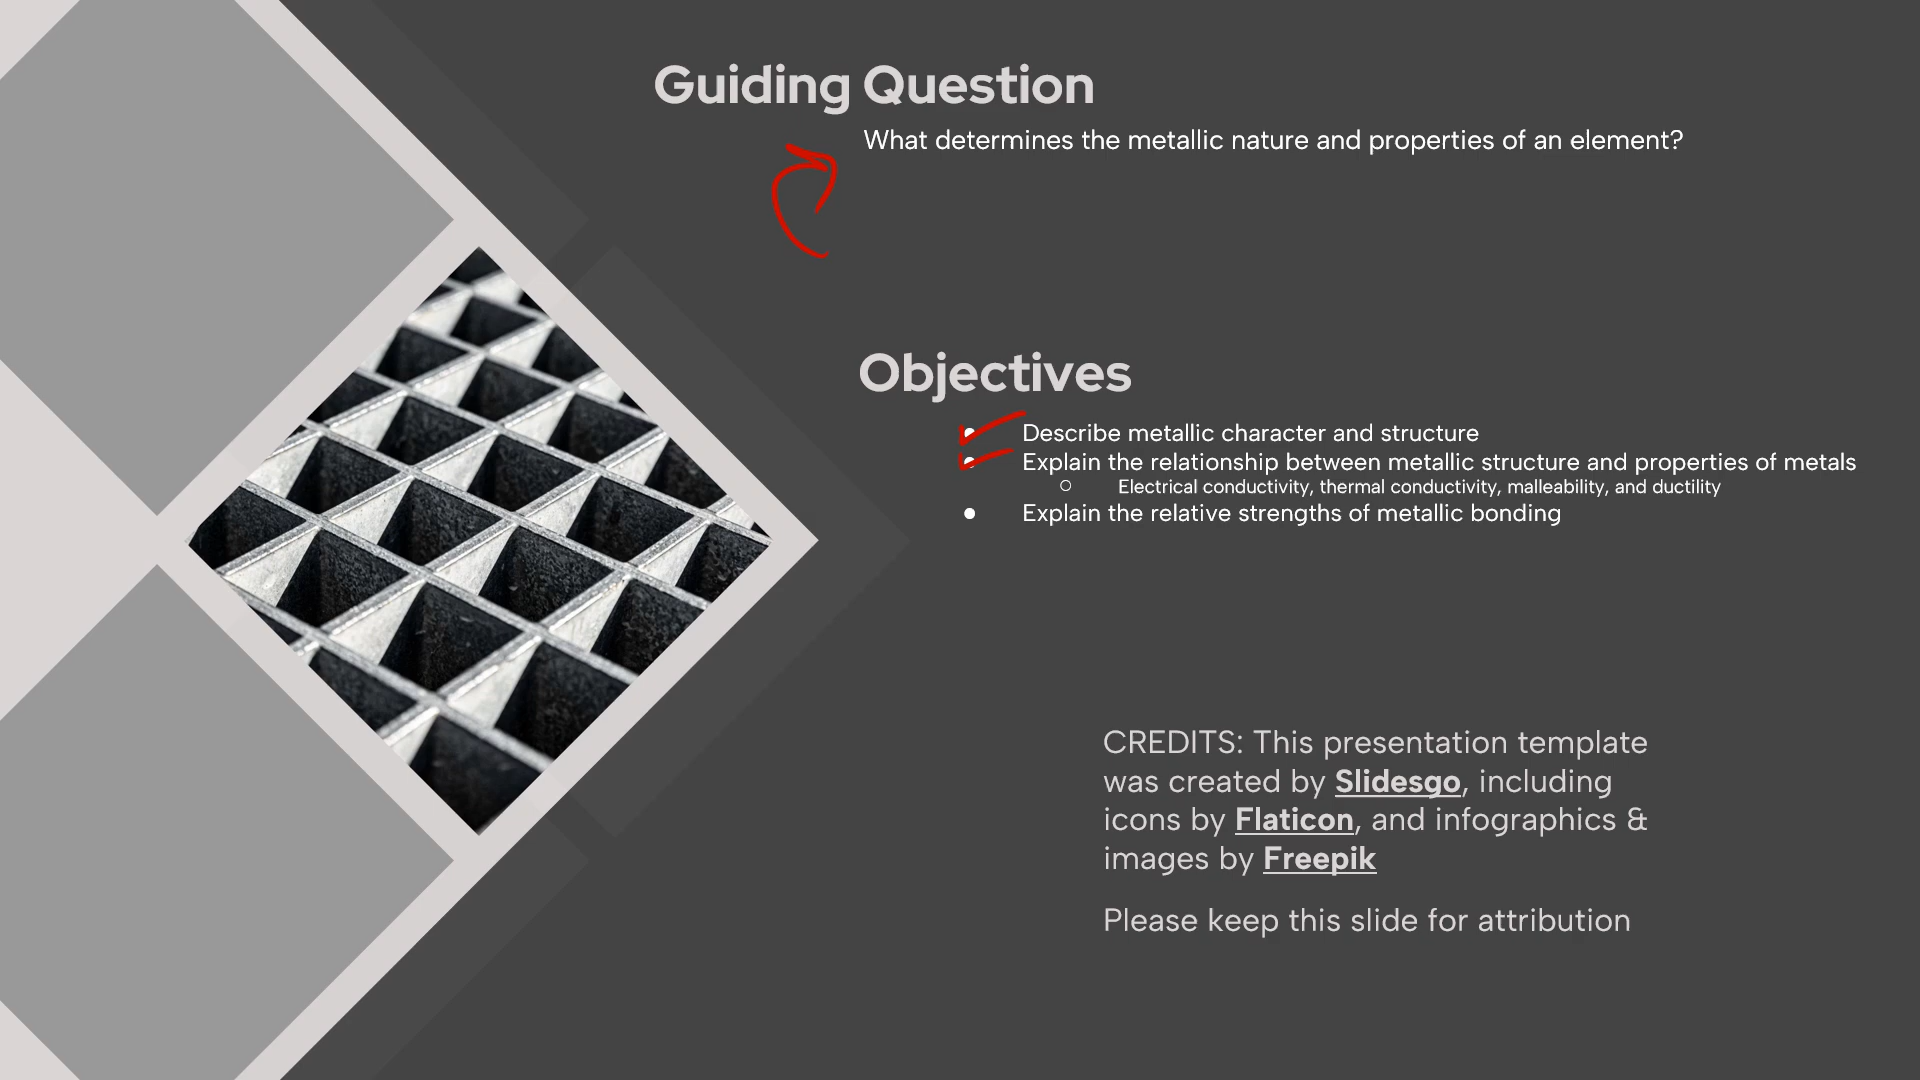 Guiding Question
What determines the metallic nature and properties of an element?
Objectives
● Describe metallic character and structure
● Explain the relationship between metallic structure and properties of metals
○ Electrical conductivity, thermal conductivity, malleability, and ductility
● Explain the relative strengths of metallic bonding
CREDITS: This presentation template
was created by Slidesgo, including
icons by Flaticon, and infographics &
images by Freepik
Please keep this slide for attribution